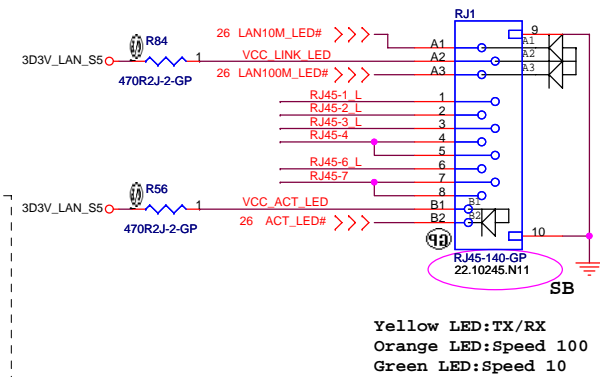 RJ1
R84
26 LAN10M_LED#
9
A1
A1
3D3V_LAN_S5
1
VCC_LINK_LED
A2
A2
470R2J-2-GP
26 LAN100M_LED#
A3
A3
RJ45-1_L
1
RJ45-2_L
2
RJ45-3_L
3
RJ45-4
4
5
RJ45-6_L
6
RJ45-7
7
8
R56
3D3V_LAN_S5
1
VCC_ACT_LED
B1
B1
470R2J-2-GP
26 ACT_LED#
B2
B2
10
RJ45-140-GP
22.10245.N11
SB
Yellow LED:TX/RX
Orange LED:Speed 100
Green LED:Speed 10